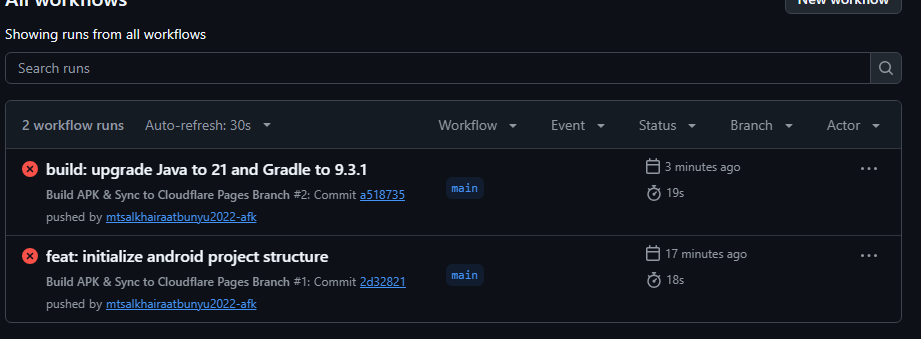 All workflows
New workflow
Showing runs from all workflows
Search runs
2 workflow runs Auto-refresh: 30s Workflow Event Status Branch Actor
build: upgrade Java to 21 and Gradle to 9.3.1
Build APK & Sync to Cloudflare Pages Branch #2: Commit a518735
pushed by mtsalkhairaatbunyu2022-afk
main
3 minutes ago
19s
feat: initialize android project structure
Build APK & Sync to Cloudflare Pages Branch #1: Commit 2d32821
pushed by mtsalkhairaatbunyu2022-afk
main
17 minutes ago
18s